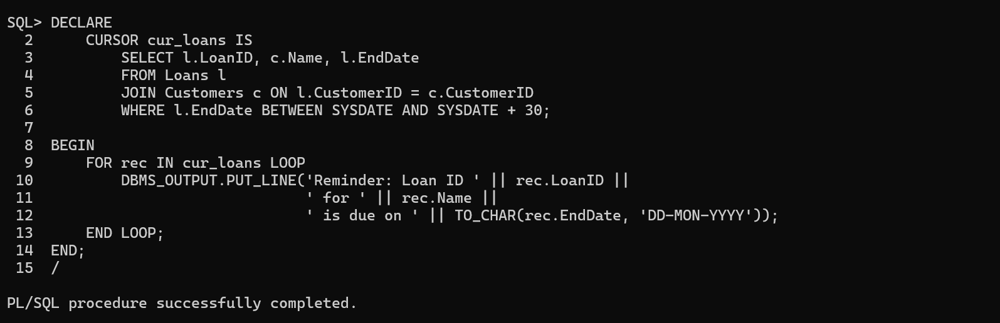 SQL> DECLARE
  2      CURSOR cur_loans IS
  3          SELECT l.LoanID, c.Name, l.EndDate
  4          FROM Loans l
  5          JOIN Customers c ON l.CustomerID = c.CustomerID
  6          WHERE l.EndDate BETWEEN SYSDATE AND SYSDATE + 30;
  7
  8  BEGIN
  9      FOR rec IN cur_loans LOOP
 10          DBMS_OUTPUT.PUT_LINE('Reminder: Loan ID ' || rec.LoanID ||
 11                               ' for ' || rec.Name ||
 12                               ' is due on ' || TO_CHAR(rec.EndDate, 'DD-MON-YYYY'));
 13      END LOOP;
 14  END;
 15  /
PL/SQL procedure successfully completed.